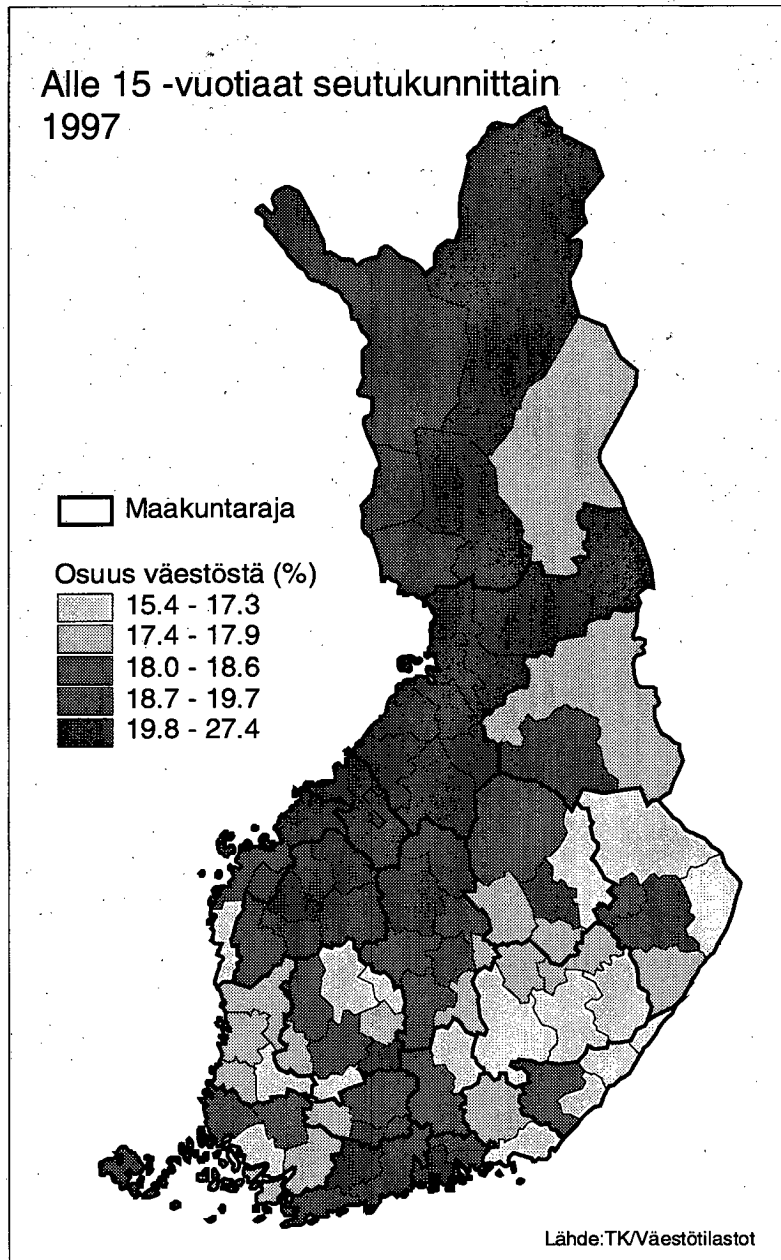 Alle 15 -vuotiaat seutukunnittain
1997
Maakuntaraja
Osuus väestöstä (%)
15.4 - 17.3
17.4 - 17.9
18.0 - 18.6
18.7 - 19.7
19.8 - 27.4
Lähde:TK/Väestötilastot